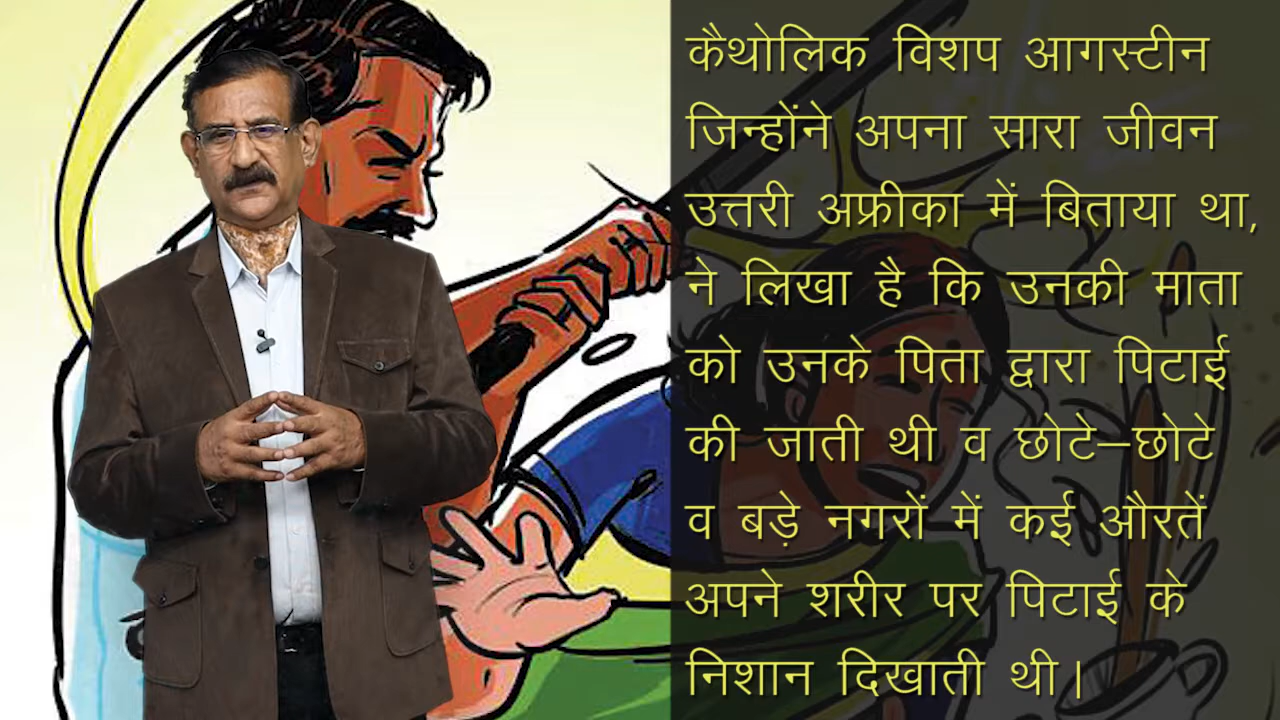 कैथोलिक विशप आगस्टीन
जिन्होंने अपना सारा जीवन
उत्तरी अफ्रीका में बिताया था,
ने लिखा है कि उनकी माता
को उनके पिता द्वारा पिटाई
की जाती थी व छोटे–छोटे
व बड़े नगरों में कई औरतें
अपने शरीर पर पिटाई के
निशान दिखाती थी।